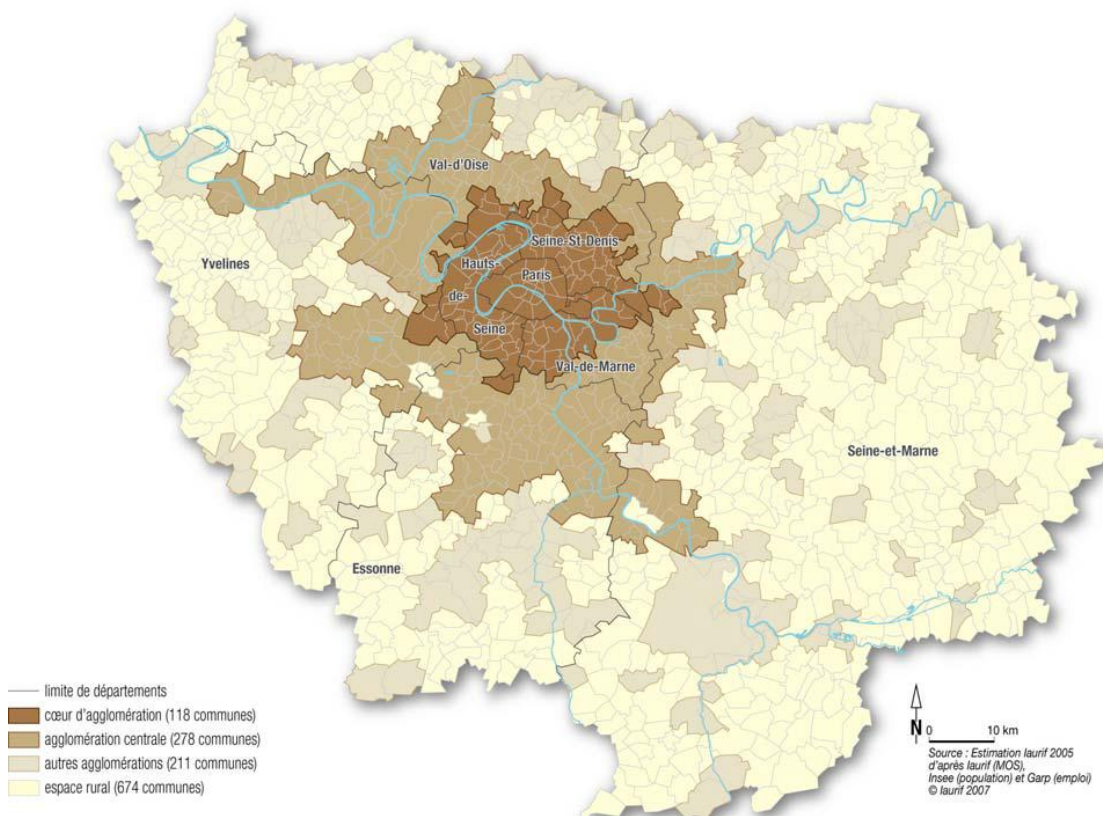 Val-d'Oise
Seine-St-Denis
Hauts-
Yvelines
Paris
de-
Seine
Val-de-Marne
Seine-et-Marne
Essonne
limite de départements
cœur d'agglomération (118 communes)
agglomération centrale (278 communes)
autres agglomérations (211 communes)
espace rural (674 communes)
N
0 10 km
Source : Estimation Iaurif 2005
d'après Iaurif (MOS),
Insee (population) et Garp (emploi)
© Iaurif 2007